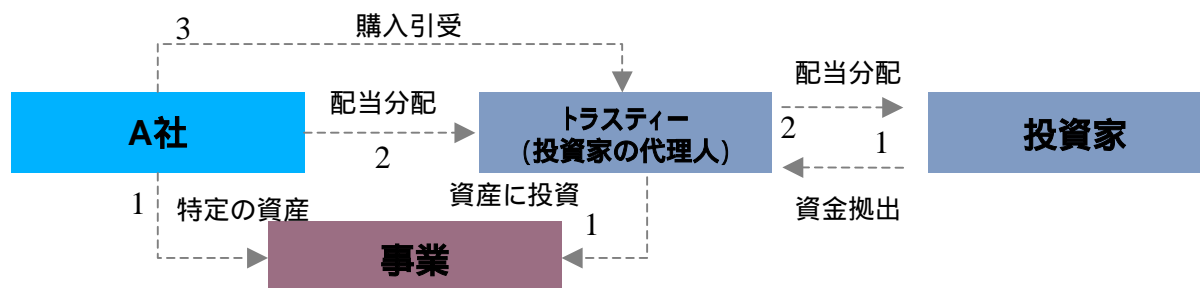 3
購入引受
配当分配
配当分配
A社
トラスティー
(投資家の代理人)
投資家
2
2
1
1
特定の資産
資産に投資
1
資金拠出
事業